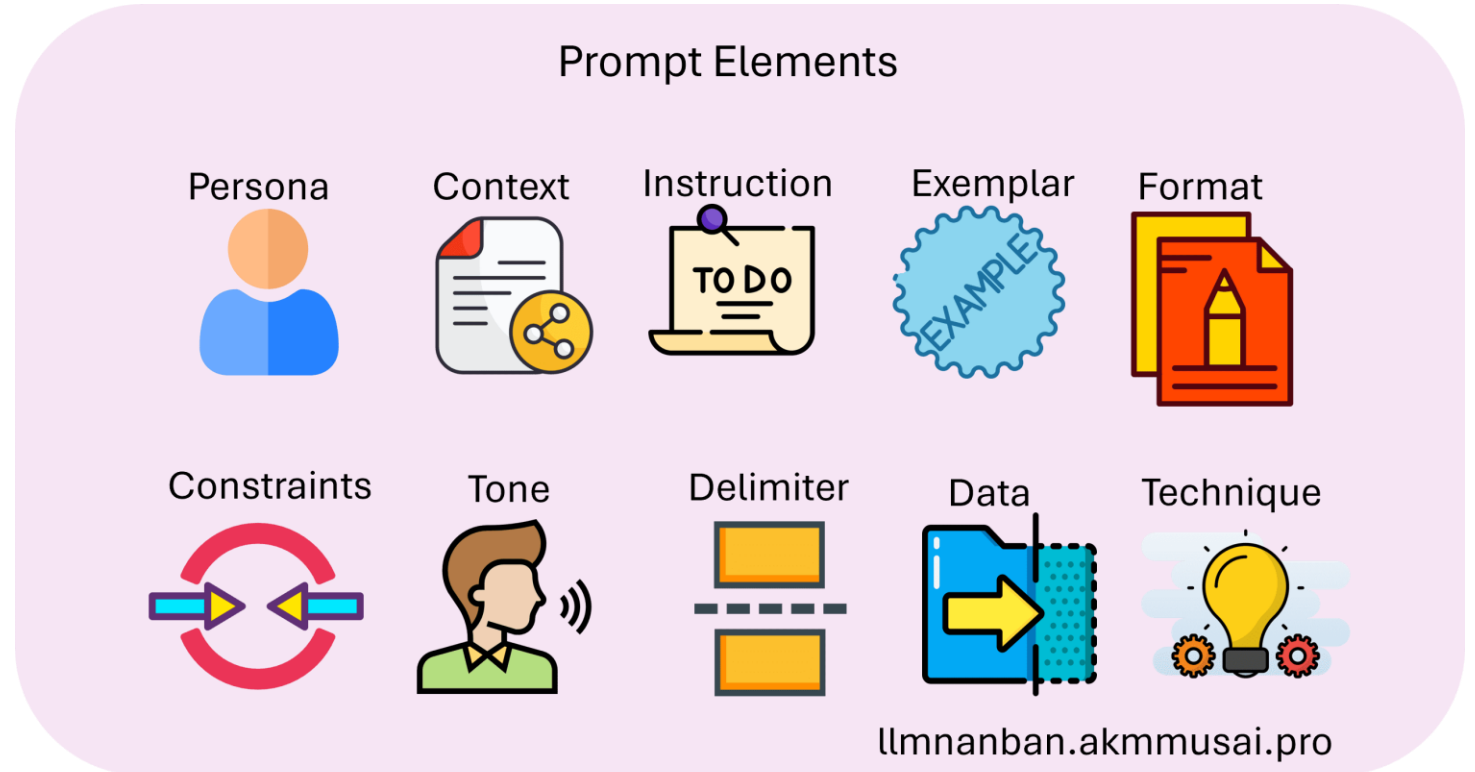 Prompt Elements
Persona
Context
Instruction
Exemplar
Format
TO DO
EXAMPLE
Constraints
Tone
Delimiter
Data
Technique
llmnanban.akmmusai.pro